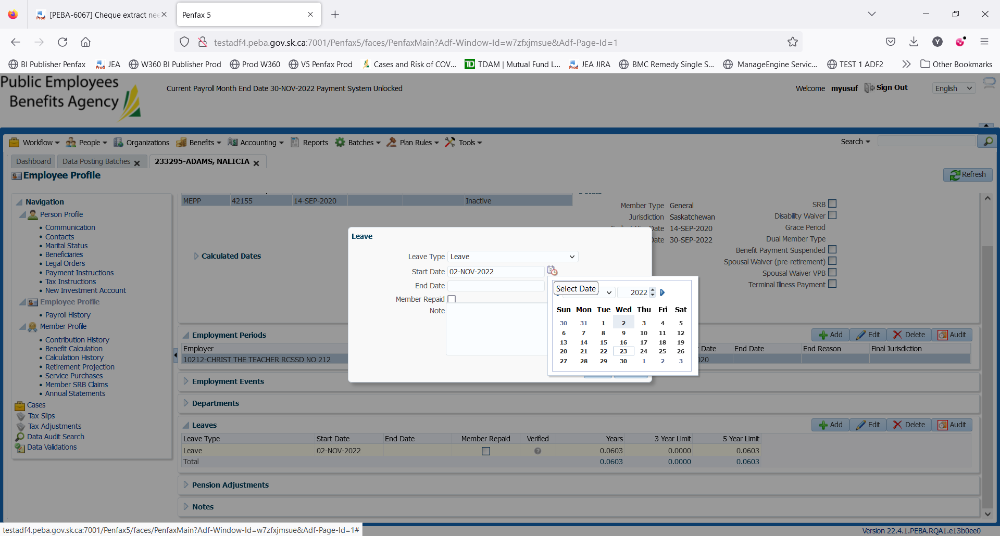 [PEBA-6067] Cheque extract nee
Penfax 5
testadf4.peba.gov.sk.ca:7001/Penfax5/faces/PenfaxMain?Adf-Window-Id=w7zfxjmsue&Adf-Page-Id=1
Y
BI Publisher Penfax
Prod JEA
W360 BI Publisher Prod
Prod W360
V5 Penfax Prod
Cases and Risk of COV...
TD TDAM | Mutual Fund L...
Prod JEA JIRA
BMC Remedy Single S...
ManageEngine Servic...
TEST 1 ADF2
Other Bookmarks
Public Employees
Benefits Agency
Current Payroll Month End Date 30-NOV-2022 Payment System Unlocked
Welcome myusuf Sign Out English
Workflow People Organizations Benefits Accounting Reports Batches Plan Rules Tools Search
Dashboard Data Posting Batches 233295-ADAMS, NALICIA
Employee Profile
Refresh
Navigation
Person Profile
Communication
Contacts
Marital Status
Beneficiaries
Legal Orders
Payment Instructions
Tax Instructions
New Investment Account
Employee Profile
Payroll History
Member Profile
Contribution History
Benefit Calculation
Calculation History
Retirement Projection
Service Purchases
Member SRB Claims
Annual Statements
Cases
Tax Slips
Tax Adjustments
Data Audit Search
Data Validations
MEPP 42155 14-SEP-2020 Inactive
Calculated Dates
Member Type General
Jurisdiction Saskatchewan
Date 14-SEP-2020
Date 30-SEP-2022
SRB
Disability Waiver
Grace Period
Dual Member Type
Benefit Payment Suspended
Spousal Waiver (pre-retirement)
Spousal Waiver VPB
Terminal Illness Payment
Leave
Leave Type Leave
Start Date 02-NOV-2022
End Date
Member Repaid
Note
Select Date
2022
Sun Mon Tue Wed Thu Fri Sat
30 31 1 2 3 4 5
6 7 8 9 10 11 12
13 14 15 16 17 18 19
20 21 22 23 24 25 26
27 28 29 30 1 2 3
Employment Periods
Add Edit Delete Audit
Employer
t Date End Date End Reason Final Jurisdiction
10212-CHRIST THE TEACHER RCSSD NO 212
020
Employment Events
Departments
Leaves
Add Edit Delete Audit
Leave Type Start Date End Date Member Repaid Verified Years 3 Year Limit 5 Year Limit
Leave 02-NOV-2022 0.0603 0.0000 0.0603
Total 0.0603 0.0000 0.0603
Pension Adjustments
Notes
testadf4.peba.gov.sk.ca:7001/Penfax5/faces/PenfaxMain?Adf-Window-Id=w7zfxjmsue&Adf-Page-Id=1#
Version 22.4.1.PEBA.RQA1.e13b0ee0